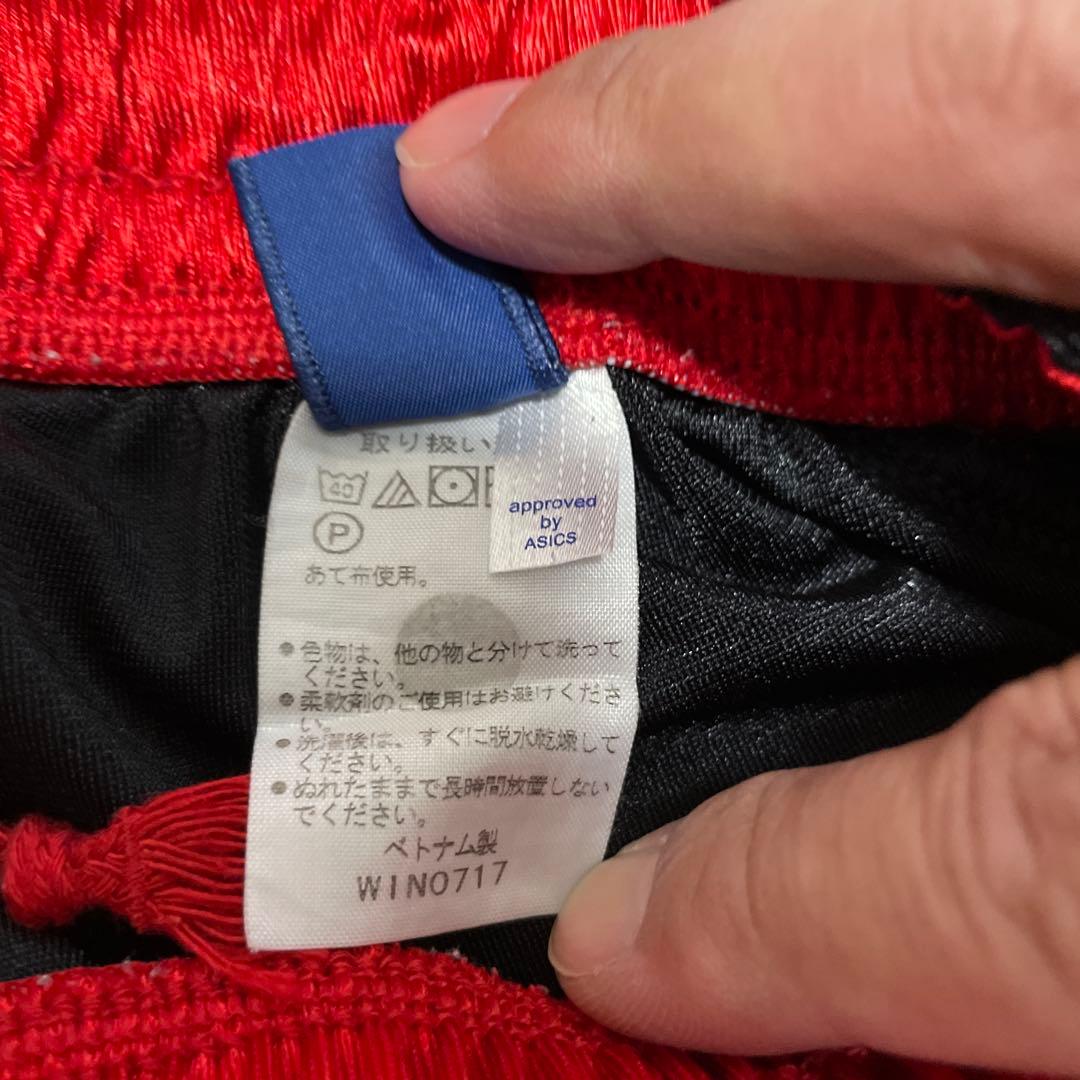 取り扱い
40
P
approved
by
ASICS
あて布使用。
●色物は、他の物と分けて洗って
ください。
●柔軟剤のご使用はお避けくださ
い。
●洗濯後は、すぐに脱水乾燥して
ください。
●ぬれたままで長時間放置しない
でください。
ベトナム製
WIN0717